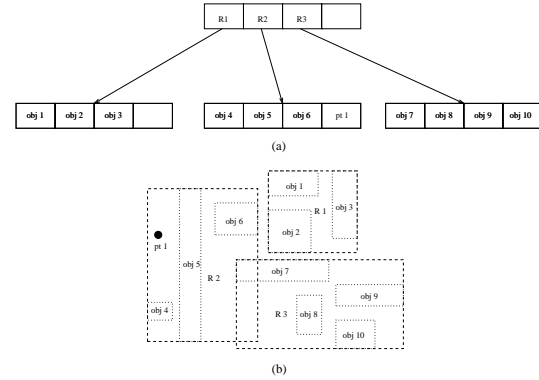 R1 R2 R3
obj 1 obj 2 obj 3 obj 4 obj 5 obj 6 pt 1 obj 7 obj 8 obj 9 obj 10
(a)
obj 1
obj 3
R 1
obj 6
obj 2
pt 1
obj 5
obj 7
R 2
obj 9
obj 4
R 3 obj 8
obj 10
(b)